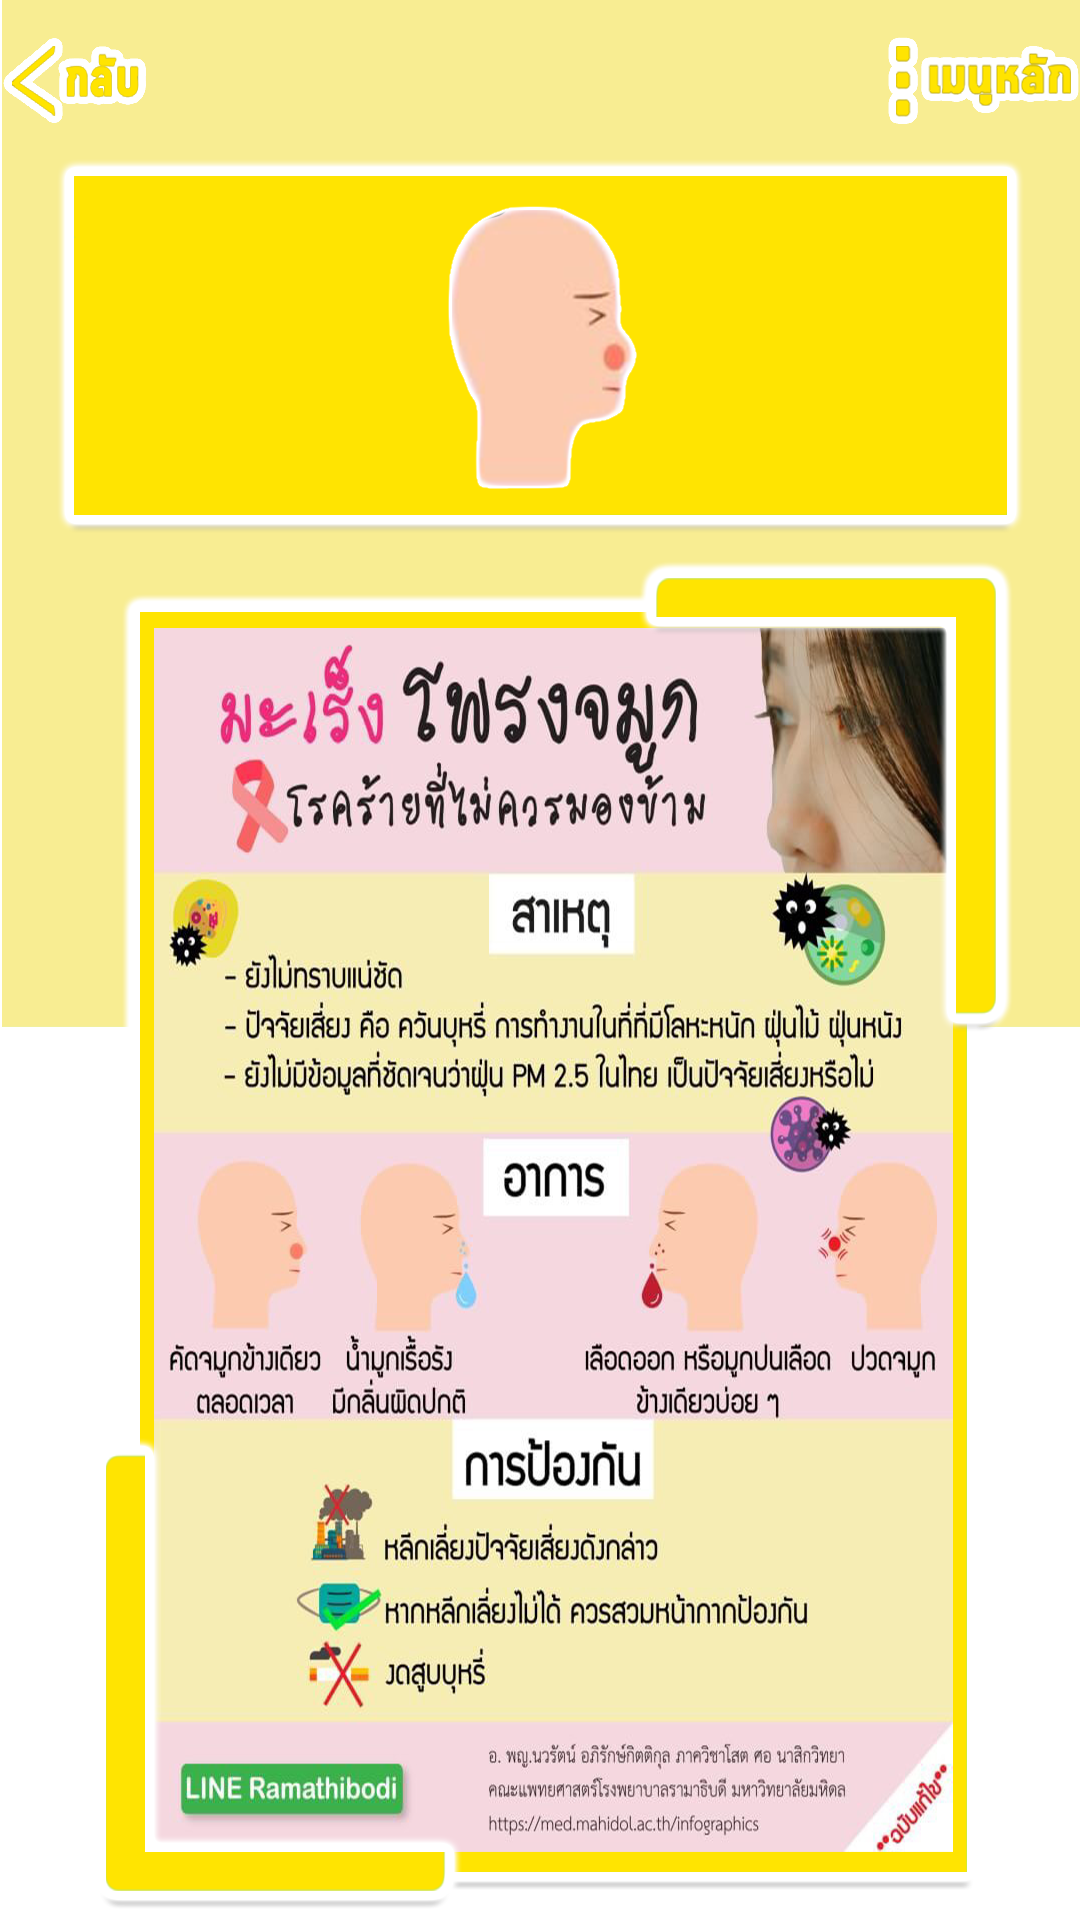 กลับ
เมนูหลัก
มะเร็ง โพรงจมูก
โรคร้ายที่ไม่ควรมองข้าม
สาเหตุ
- ยังไม่ทราบแน่ชัด
- ปัจจัยเสี่ยง คือ ควันบุหรี่ การทำงานในที่ที่มีโลหะหนัก ฝุ่นไม้ ฝุ่นหนัง
- ยังไม่มีข้อมูลที่ชัดเจนว่าฝุ่น PM 2.5 ในไทย เป็นปัจจัยเสี่ยงหรือไม่
อาการ
คัดจมูกข้างเดียว
ตลอดเวลา
น้ำมูกเรื้อรัง
มีกลิ่นผิดปกติ
เลือดออก หรือมูกปนเลือด
ข้างเดียวบ่อย ๆ
ปวดจมูก
การป้องกัน
หลีกเลี่ยงปัจจัยเสี่ยงดังกล่าว
หากหลีกเลี่ยงไม่ได้ ควรสวมหน้ากากป้องกัน
งดสูบบุหรี่
LINE Ramathibodi
อ. พญ.นวรัตน์ อภิรักษ์กิตติกุล ภาควิชาโสต ศอ นาสิกวิทยา
คณะแพทยศาสตร์โรงพยาบาลรามาธิบดี มหาวิทยาลัยมหิดล
https://med.mahidol.ac.th/infographics
**ฉบับแก้ไข**